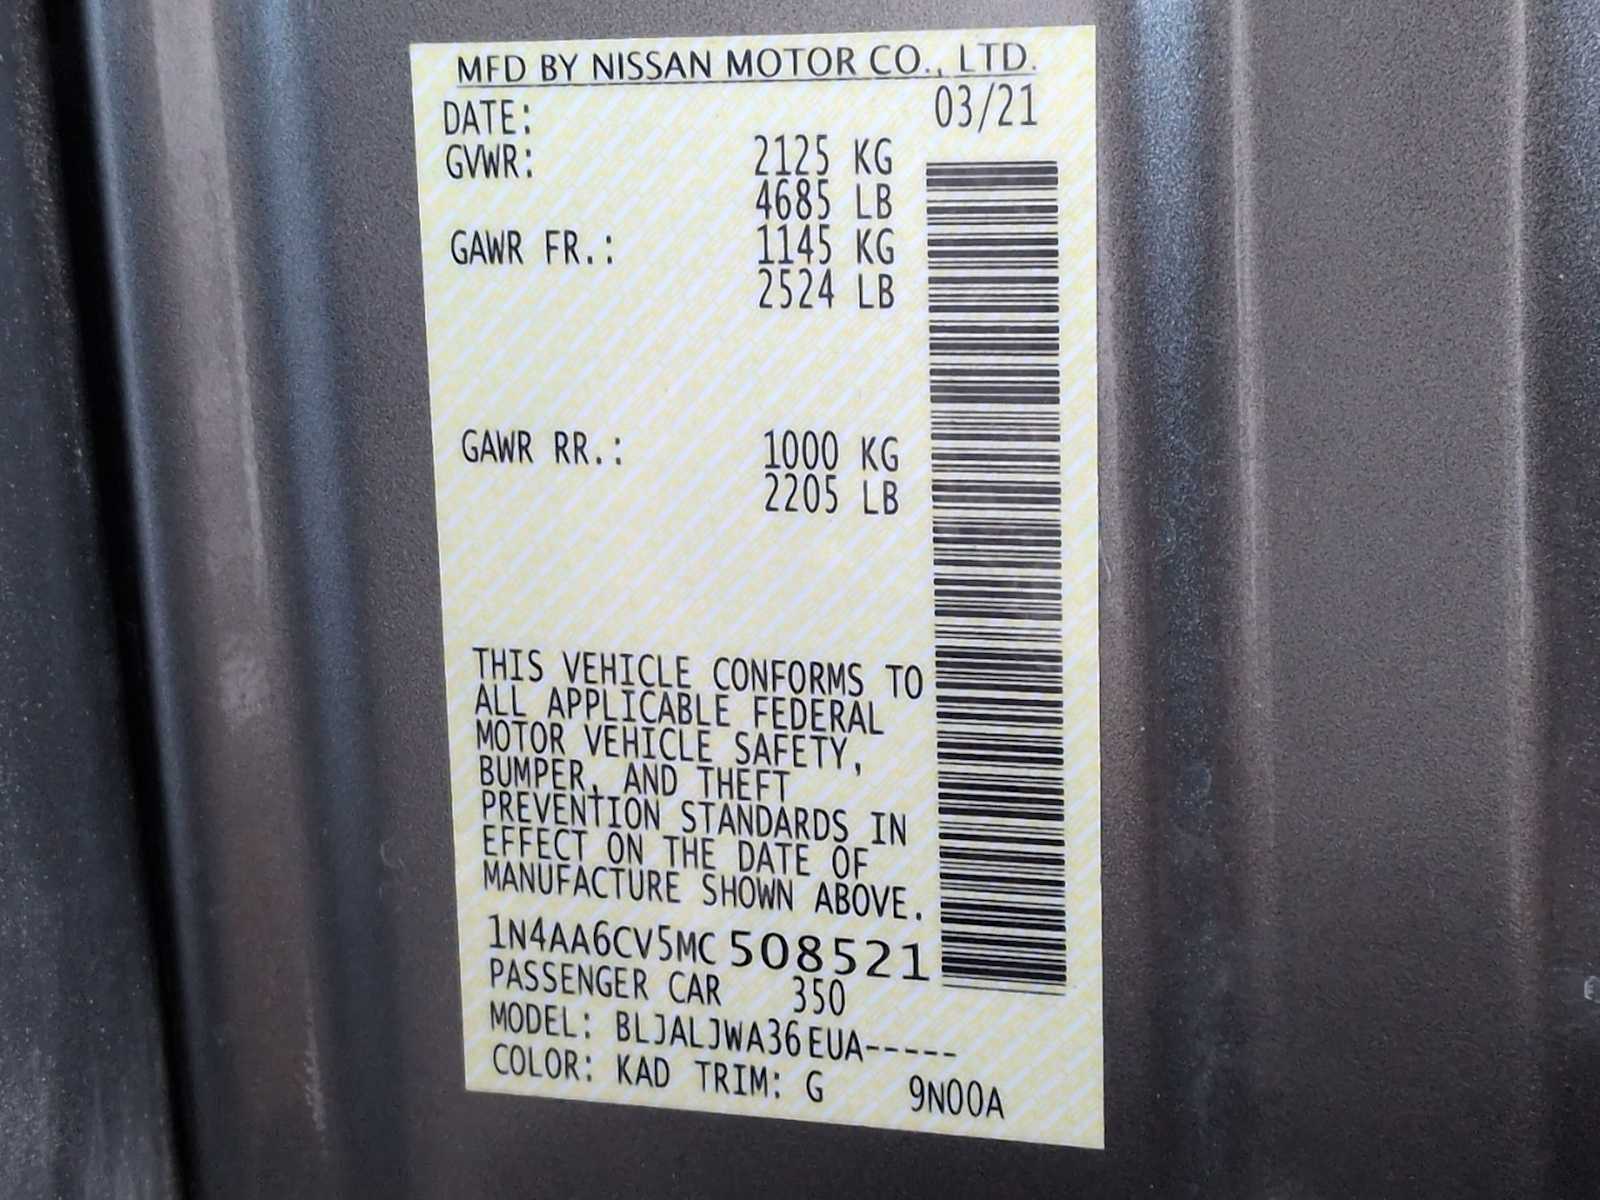 MFD BY NISSAN MOTOR CO., LTD.
DATE: 03/21
GVWR: 2125 KG
4685 LB
GAWR FR.: 1145 KG
2524 LB
GAWR RR.: 1000 KG
2205 LB
THIS VEHICLE CONFORMS TO
ALL APPLICABLE FEDERAL
MOTOR VEHICLE SAFETY,
BUMPER, AND THEFT
PREVENTION STANDARDS IN
EFFECT ON THE DATE OF
MANUFACTURE SHOWN ABOVE.
1N4AA6CV5MC508521
PASSENGER CAR 350
MODEL: BLJALJWA36EUA-----
COLOR: KAD TRIM: G 9N00A